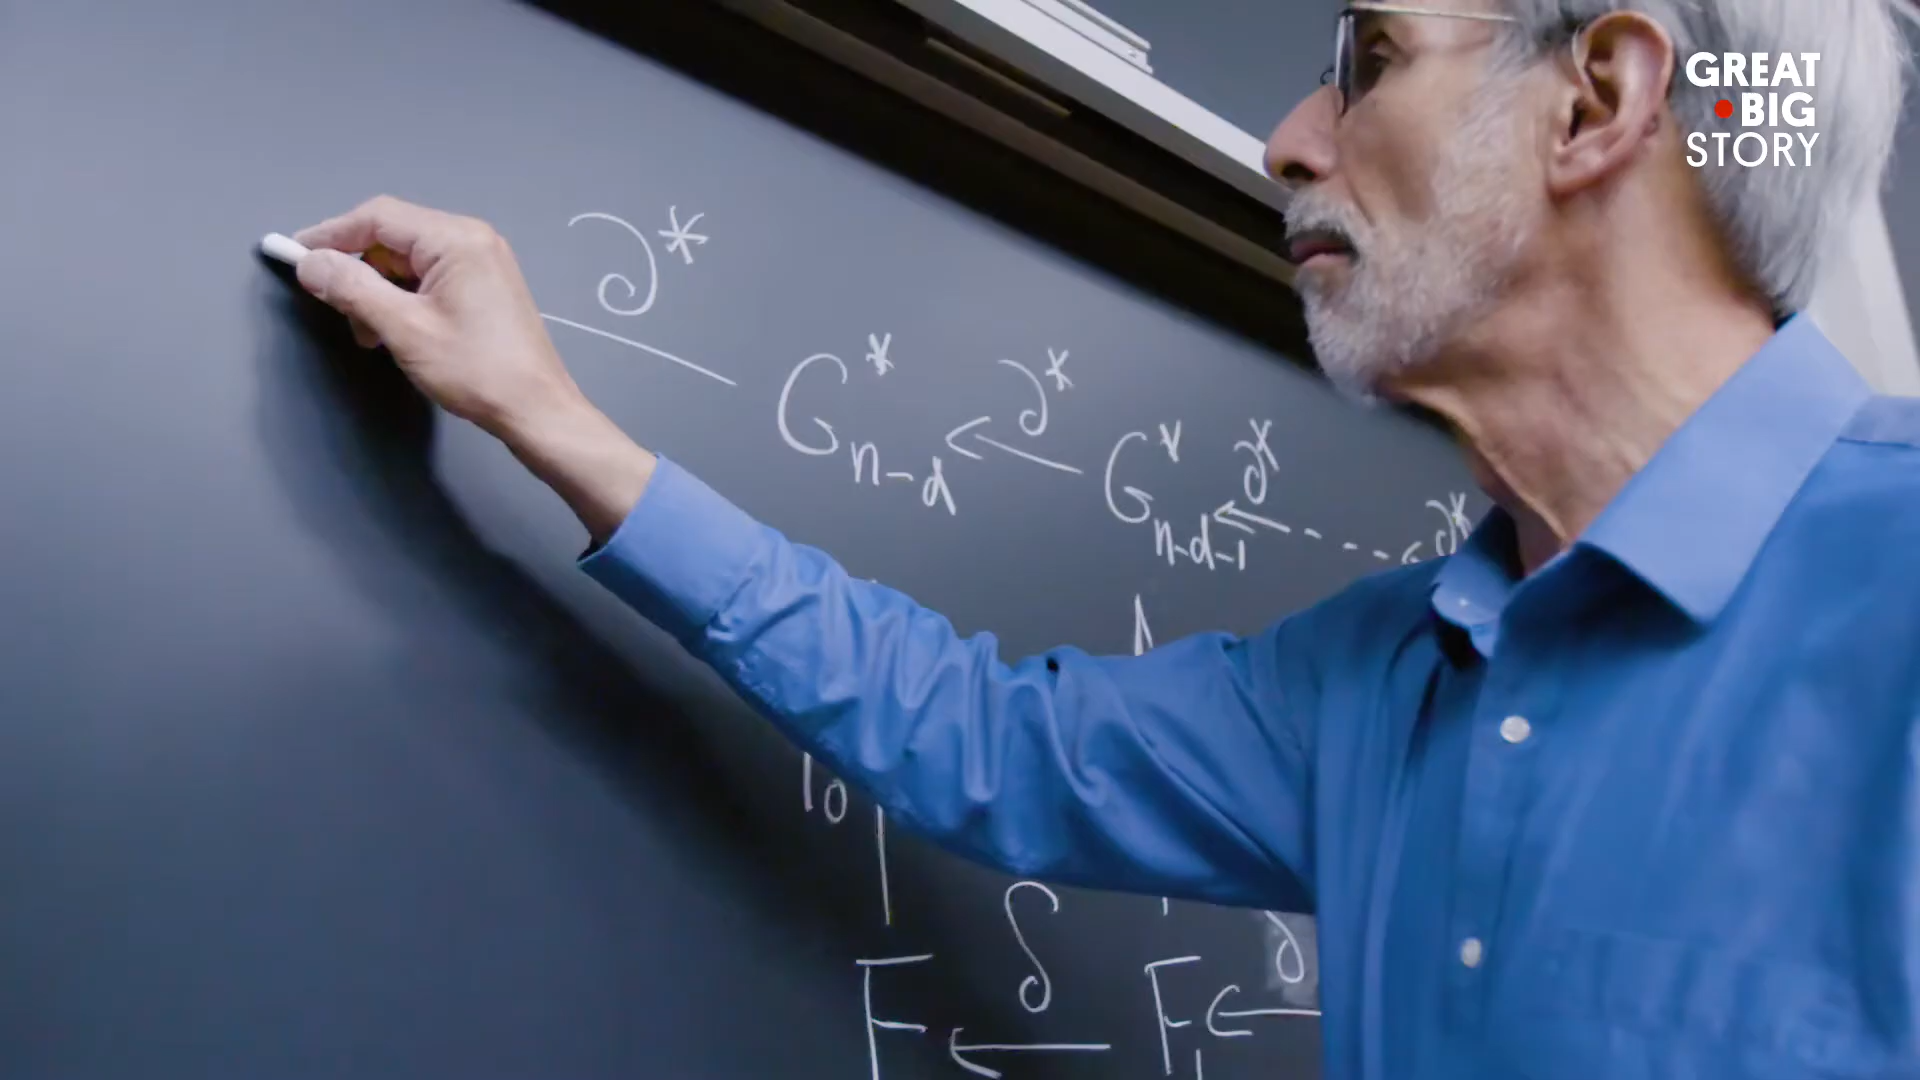 GREAT
BIG
STORY
∂*
G*n-d ← ∂* G*n-d-1 ← ∂* ∂*
δ
F ← F1 ←